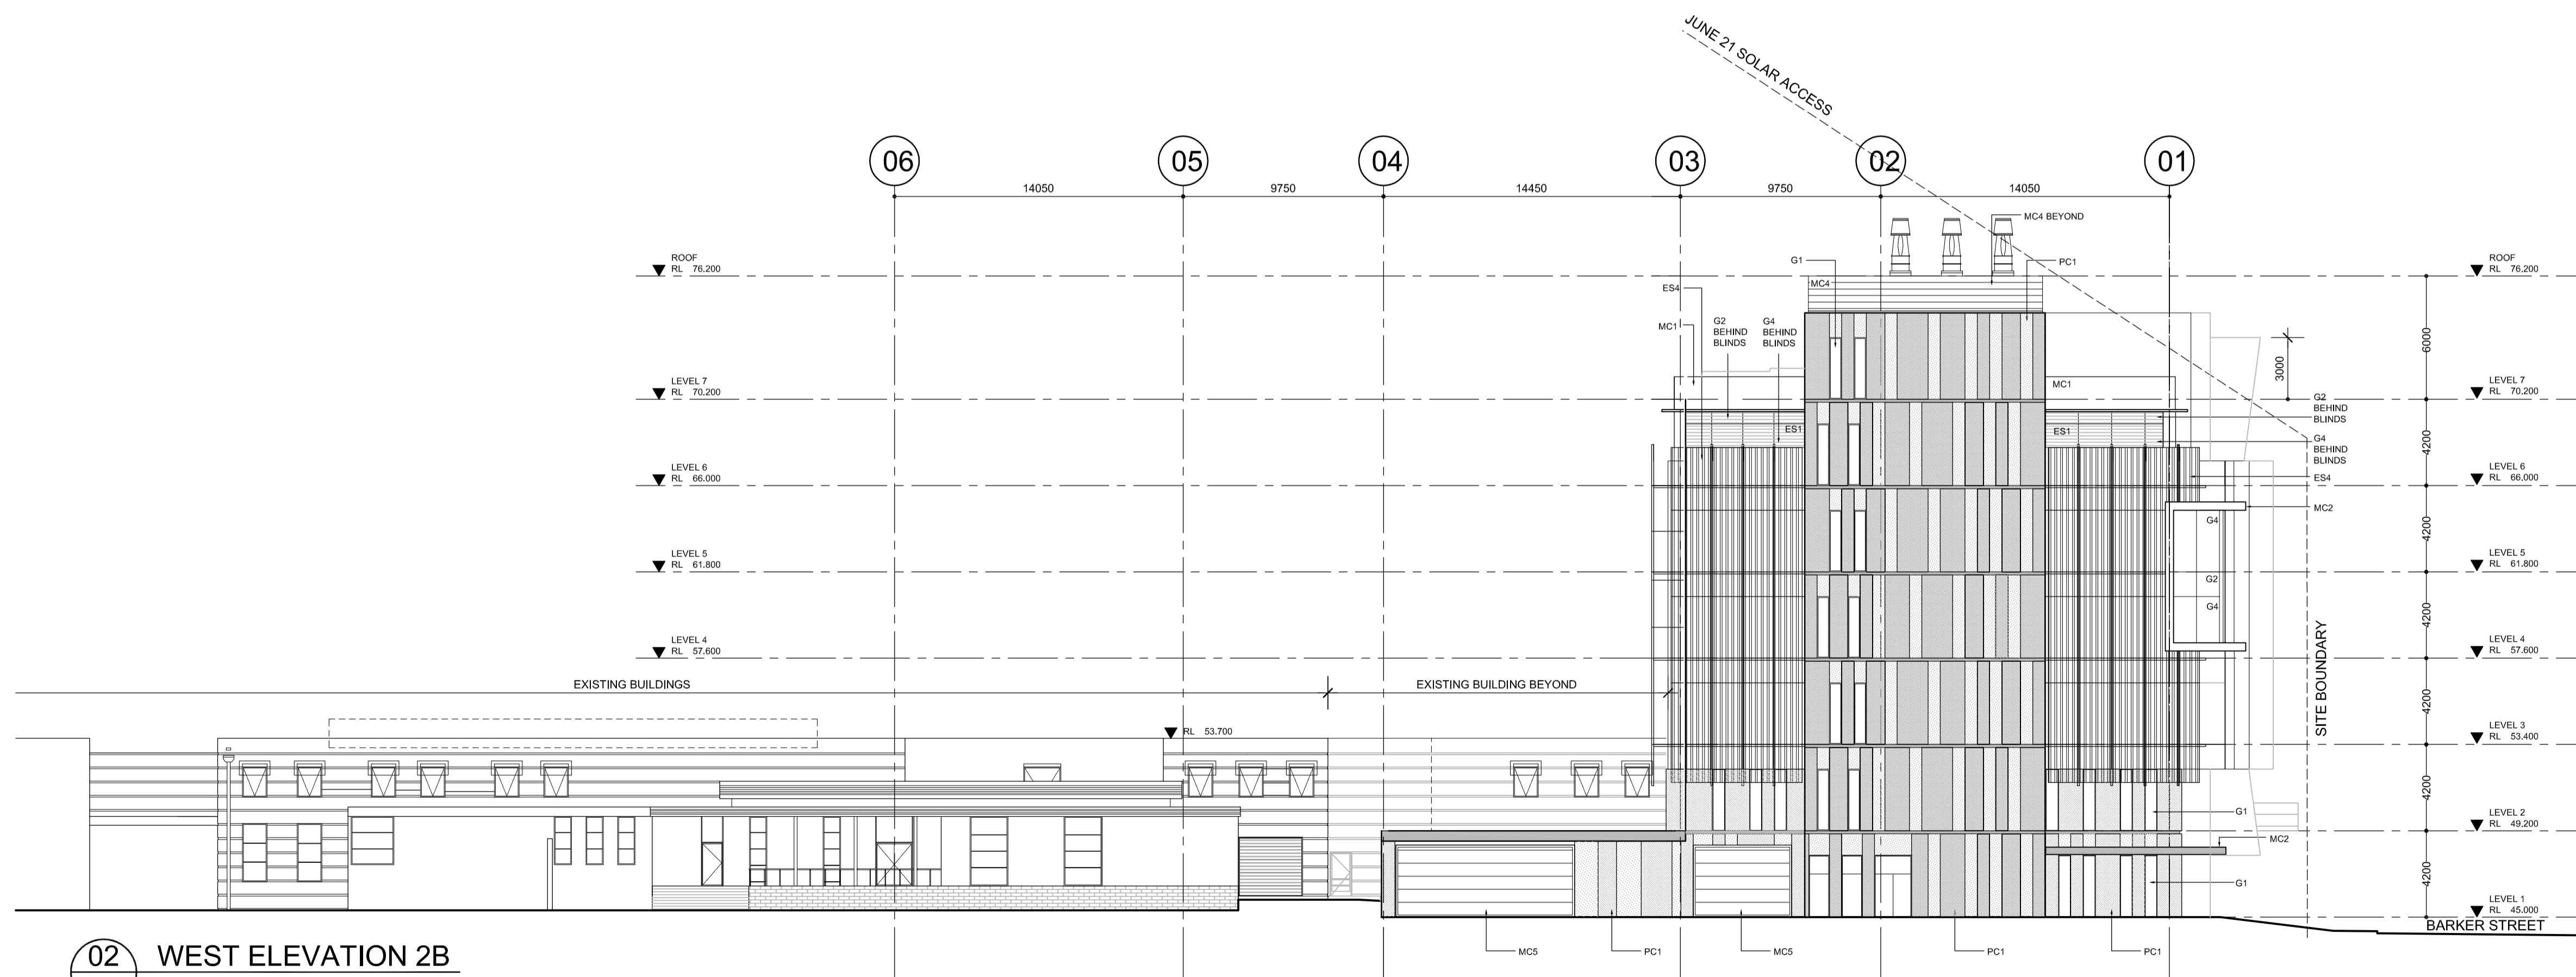 JUNE 21 SOLAR ACCESS
06
05
04
03
02
01
14050
9750
14450
9750
14050
MC4 BEYOND
G1
PC1
ROOF
RL 76.200
ROOF
RL 76.200
MC4
ES4
MC1
G2
BEHIND
BLINDS
G4
BEHIND
BLINDS
6000
3000
LEVEL 7
RL 70.200
MC1
LEVEL 7
RL 70.200
G2
BEHIND
BLINDS
ES1
ES1
G4
BEHIND
BLINDS
4200
LEVEL 6
RL 66.000
LEVEL 6
RL 66,000
ES4
MC2
G4
4200
LEVEL 5
RL 61.800
LEVEL 5
RL 61.800
G2
G4
4200
LEVEL 4
RL 57.600
LEVEL 4
RL 57.600
SITE BOUNDARY
EXISTING BUILDINGS
EXISTING BUILDING BEYOND
4200
RL 53.700
LEVEL 3
RL 53.400
4200
G1
LEVEL 2
RL 49.200
MC2
4200
G1
LEVEL 1
RL 45.000
BARKER STREET
MC5
PC1
MC5
PC1
PC1
02
WEST ELEVATION 2B